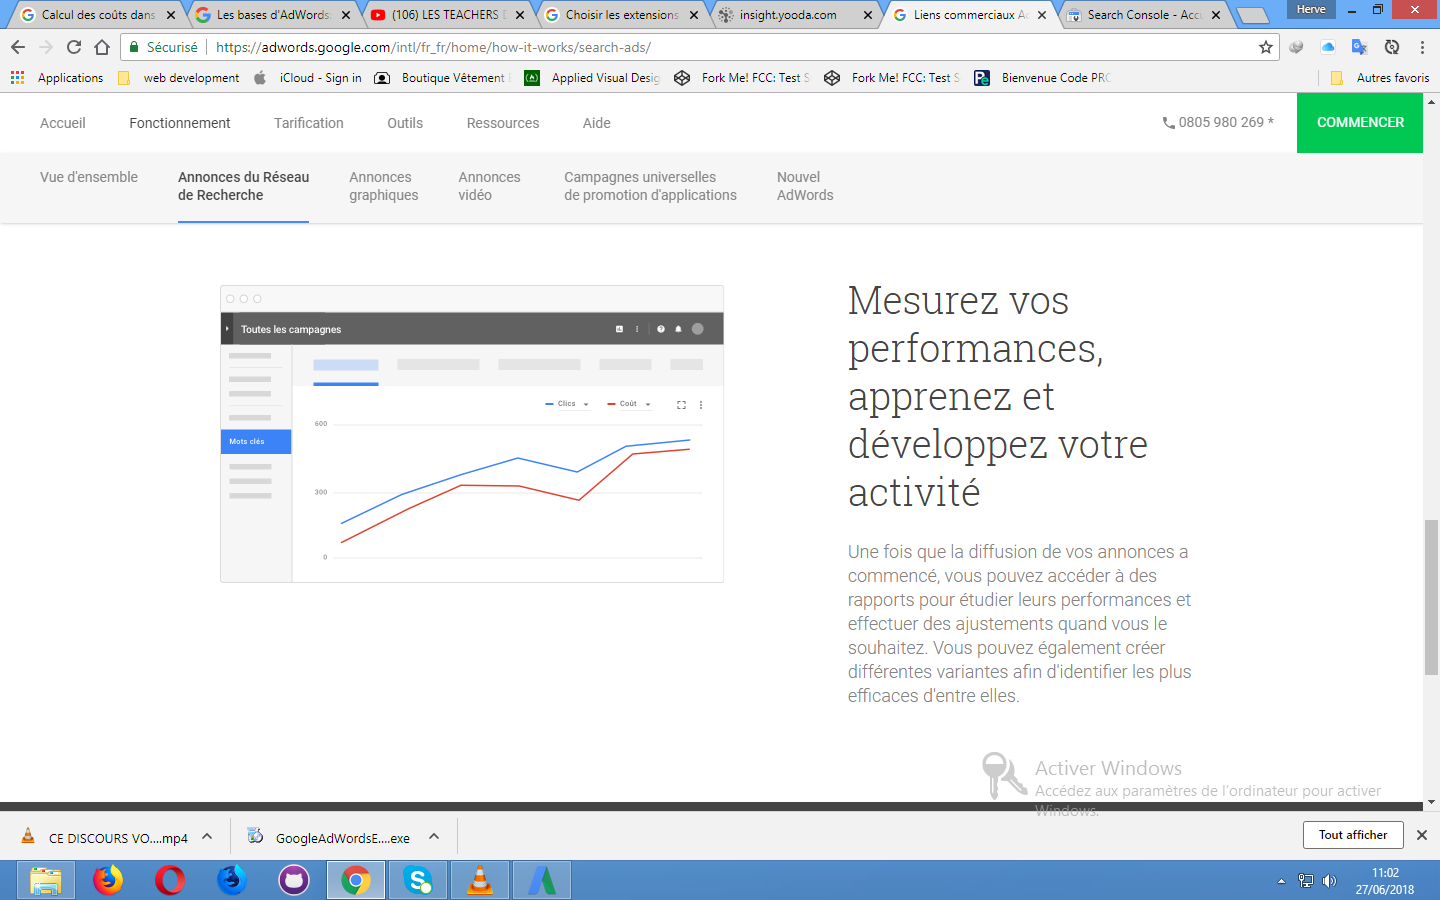 Calcul des coûts dans
Les bases d'AdWords
(106) LES TEACHERS D
Choisir les extensions
insight.yooda.com
Liens commerciaux Ad
Search Console - Accu
Herve
Sécurisé
https://adwords.google.com/intl/fr_fr/home/how-it-works/search-ads/
Applications
web development
iCloud - Sign in
Boutique Vêtement E
Applied Visual Desig
Fork Me! FCC: Test S
Fork Me! FCC: Test S
Bienvenue Code PRO
Autres favoris
Accueil
Fonctionnement
Tarification
Outils
Ressources
Aide
0805 980 269 *
COMMENCER
Vue d'ensemble
Annonces du Réseau
de Recherche
Annonces
graphiques
Annonces
vidéo
Campagnes universelles
de promotion d'applications
Nouvel
AdWords
Toutes les campagnes
Clics
Coût
600
Mots clés
300
0
Mesurez vos
performances,
apprenez et
développez votre
activité
Une fois que la diffusion de vos annonces a
commencé, vous pouvez accéder à des
rapports pour étudier leurs performances et
effectuer des ajustements quand vous le
souhaitez. Vous pouvez également créer
différentes variantes afin d'identifier les plus
efficaces d'entre elles.
Activer Windows
Accédez aux paramètres de l'ordinateur pour activer
Windows.
CE DISCOURS VO....mp4
GoogleAdWordsE....exe
Tout afficher
11:02
27/06/2018